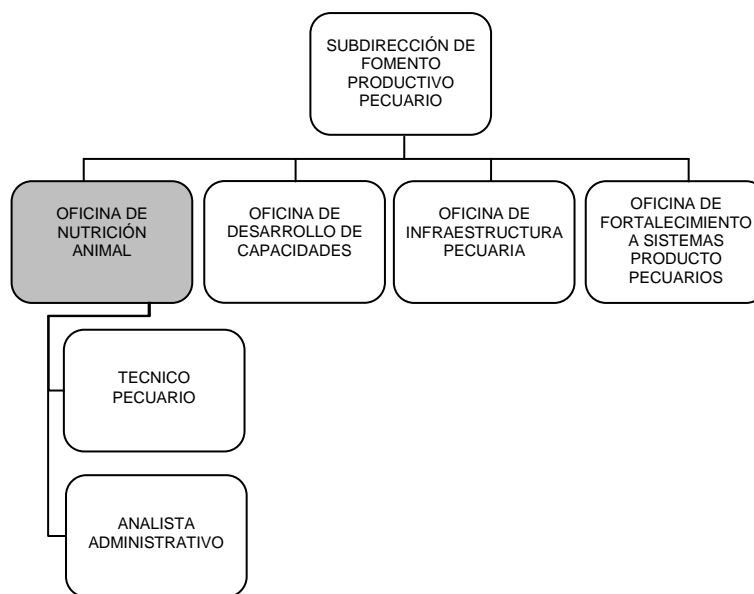 SUBDIRECCIÓN DE
FOMENTO
PRODUCTIVO
PECUARIO
OFICINA DE
NUTRICIÓN
ANIMAL
OFICINA DE
DESARROLLO DE
CAPACIDADES
OFICINA DE
INFRAESTRUCTURA
PECUARIA
OFICINA DE
FORTALECIMIENTO
A SISTEMAS
PRODUCTO
PECUARIOS
TECNICO
PECUARIO
ANALISTA
ADMINISTRATIVO